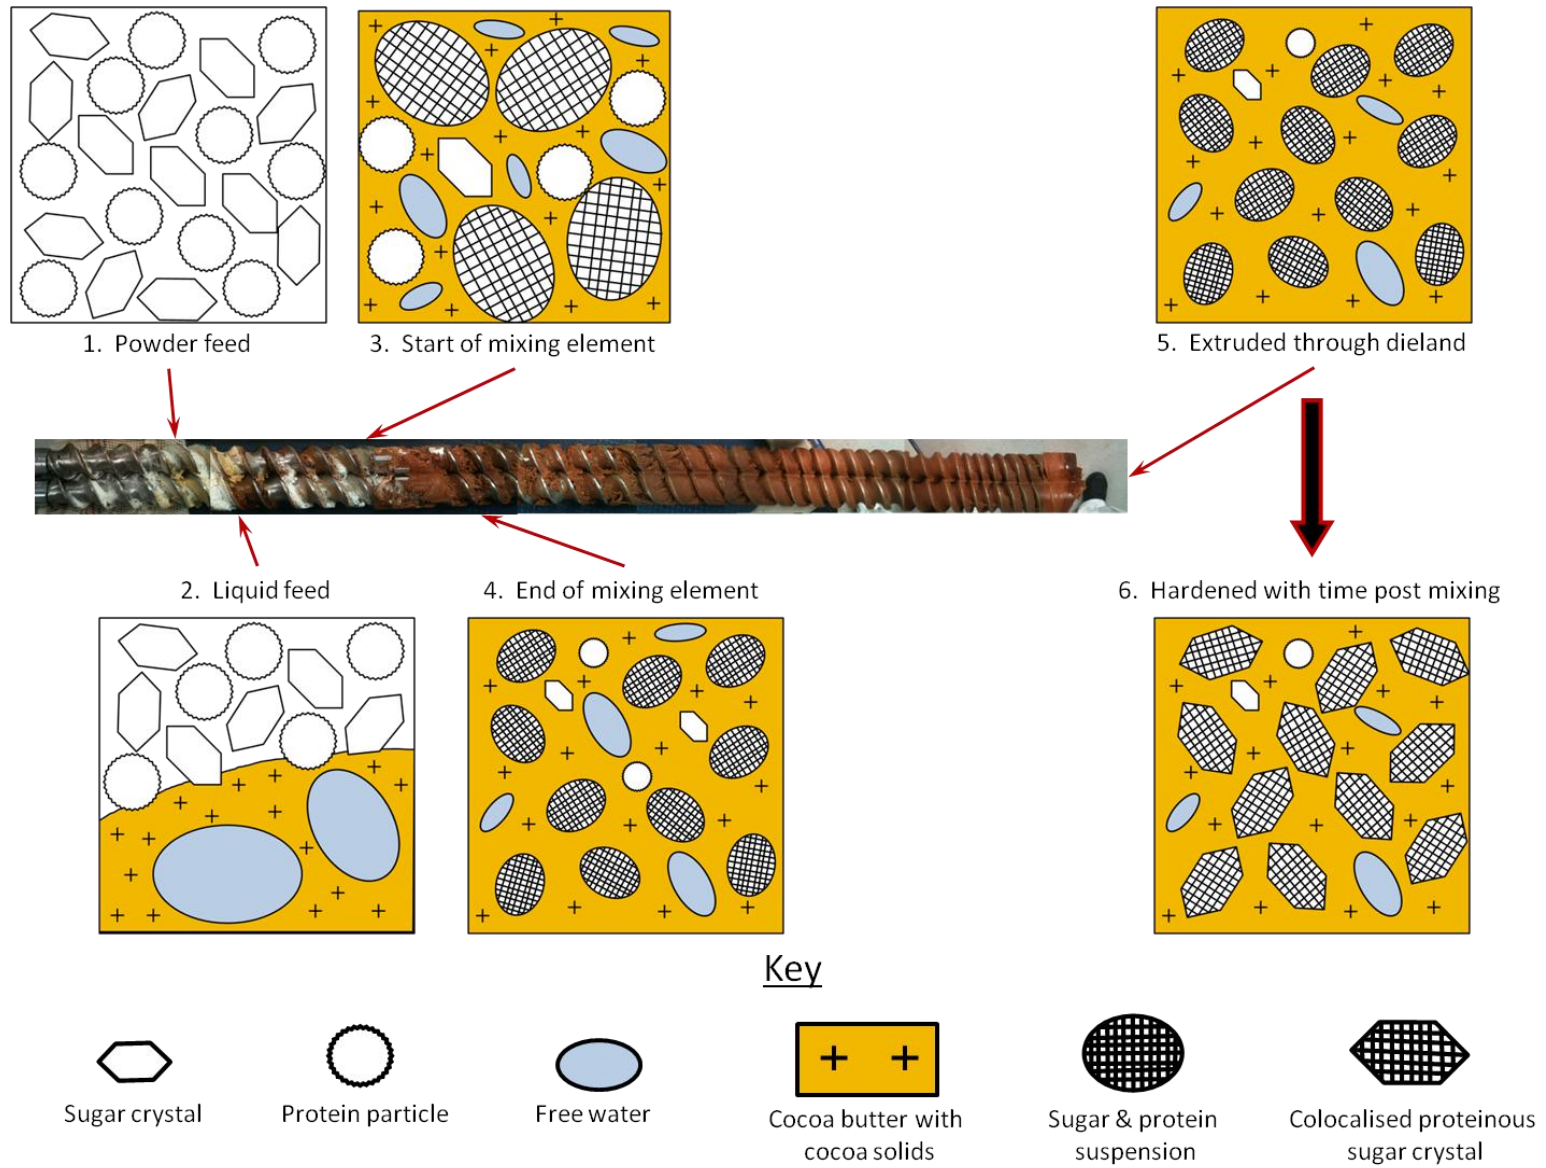 1. Powder feed
3. Start of mixing element
5. Extruded through dieland
2. Liquid feed
4. End of mixing element
6. Hardened with time post mixing
Key
Sugar crystal
Protein particle
Free water
Cocoa butter with
cocoa solids
Sugar & protein
suspension
Colocalised proteinous
sugar crystal